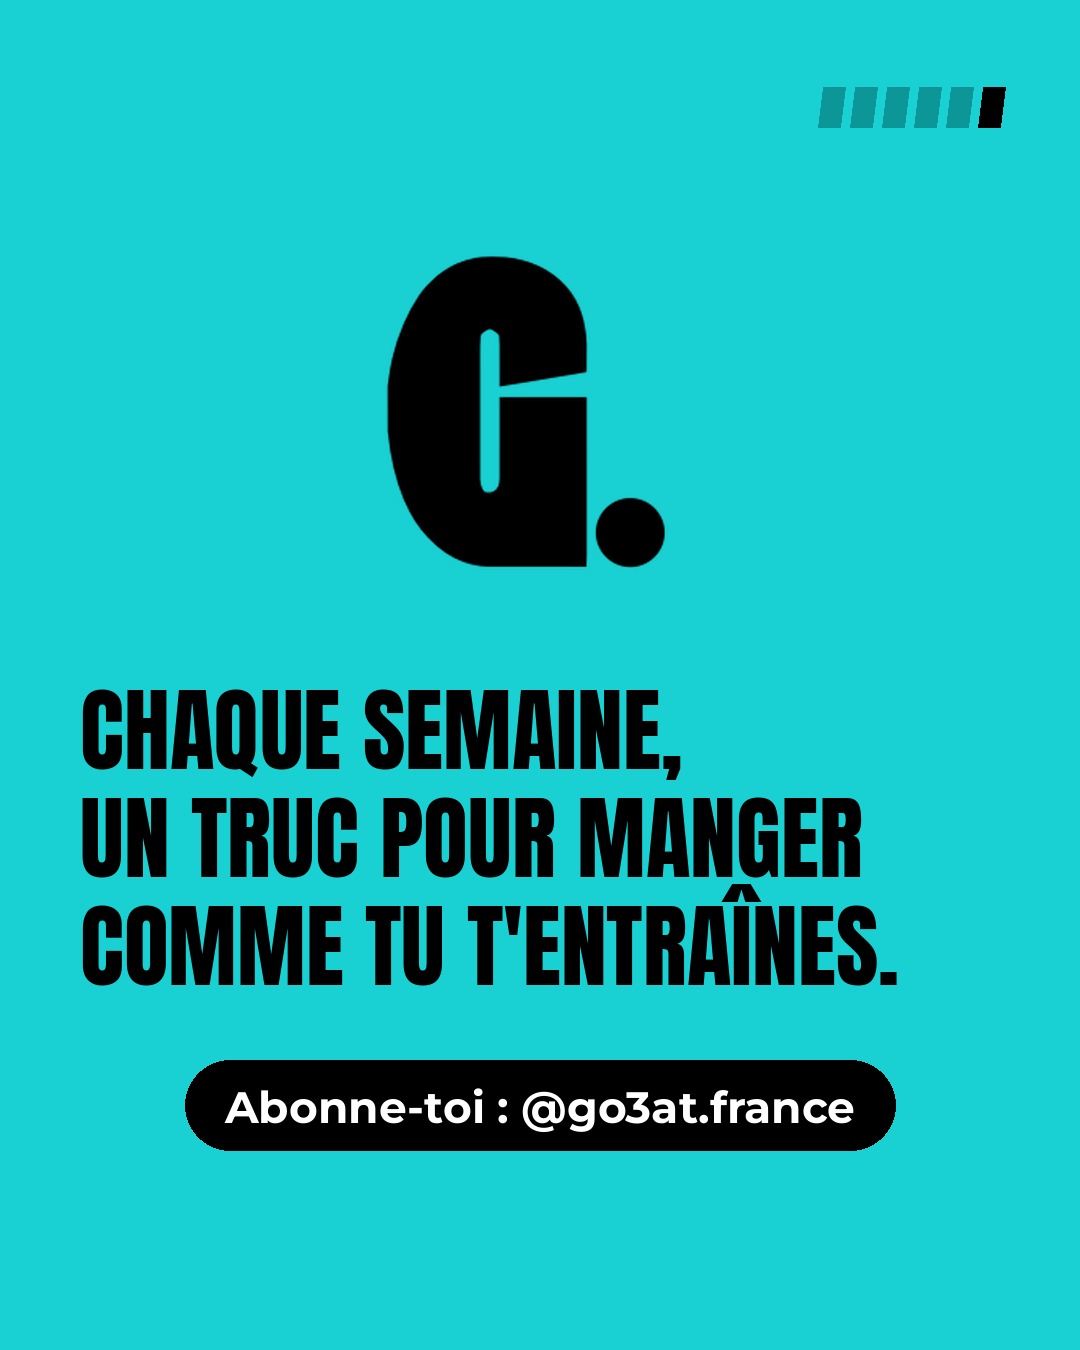 G.
CHAQUE SEMAINE,
UN TRUC POUR MANGER
COMME TU T'ENTRAÎNES.
Abonne-toi : @go3at.france